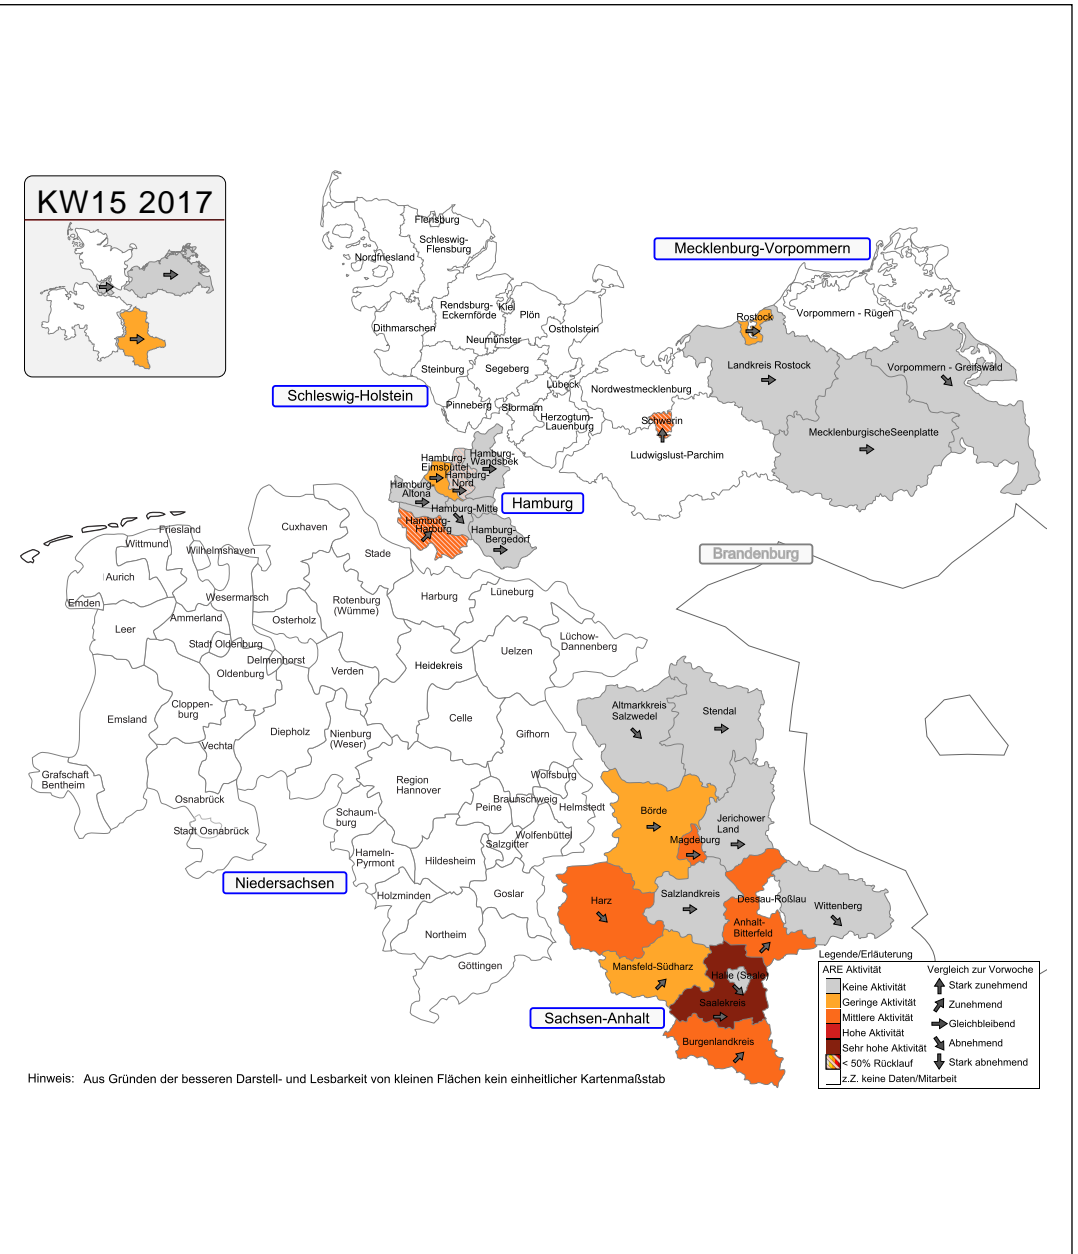 KW15 2017
Flensburg
Schleswig-
Flensburg
Nordfriesland
Mecklenburg-Vorpommern
Rendsburg-
Eckernförde
Kiel
Plön
Dithmarschen
Ostholstein
Neumünster
Rostock
Vorpommern - Rügen
Steinburg
Segeberg
Landkreis Rostock
Vorpommern - Greifswald
Schleswig-Holstein
Lübeck
Nordwestmecklenburg
Pinneberg
Stormarn
Herzogtum-
Lauenburg
Schwerin
MecklenburgischeSeenplatte
Ludwigslust-Parchim
Hamburg-
Eimsbüttel
Hamburg-
Wandsbek
Hamburg-
Nord
Hamburg-
Altona
Hamburg-Mitte
Hamburg
Hamburg-
Harburg
Hamburg-
Bergedorf
Brandenburg
Cuxhaven
Stade
Friesland
Wittmund
Wilhelmshaven
Aurich
Emden
Wesermarsch
Rotenburg
(Wümme)
Harburg
Lüneburg
Leer
Ammerland
Osterholz
Stadt Oldenburg
Delmenhorst
Oldenburg
Verden
Heidekreis
Uelzen
Lüchow-
Dannenberg
Emsland
Cloppen-
burg
Vechta
Diepholz
Nienburg
(Weser)
Celle
Gifhorn
Altmarkkreis
Salzwedel
Stendal
Grafschaft
Bentheim
Osnabrück
Stadt Osnabrück
Region
Hannover
Wolfsburg
Peine
Braunschweig
Helmstedt
Schaum-
burg
Wolfenbüttel
Salzgitter
Börde
Magdeburg
Jerichower
Land
Hameln-
Pyrmont
Hildesheim
Niedersachsen
Holzminden
Goslar
Harz
Salzlandkreis
Dessau-Roßlau
Wittenberg
Northeim
Anhalt-
Bitterfeld
Göttingen
Mansfeld-Südharz
Halle (Saale)
Saalekreis
Sachsen-Anhalt
Burgenlandkreis
Legende/Erläuterung
ARE Aktivität
Keine Aktivität
Geringe Aktivität
Mittlere Aktivität
Hohe Aktivität
Sehr hohe Aktivität
< 50% Rücklauf
z.Z. keine Daten/Mitarbeit
Vergleich zur Vorwoche
Stark zunehmend
Zunehmend
Gleichbleibend
Abnehmend
Stark abnehmend
Hinweis: Aus Gründen der besseren Darstell- und Lesbarkeit von kleinen Flächen kein einheitlicher Kartenmaßstab